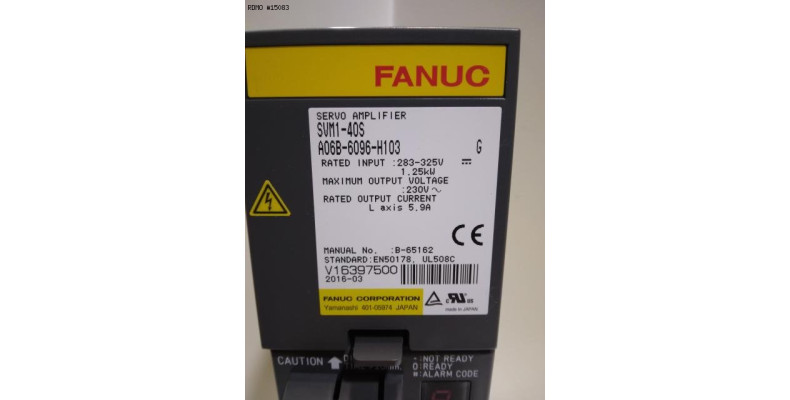 RDMO #15083
FANUC
SERVO AMPLIFIER
SVM1-40S
A06B-6096-H103 G
RATED INPUT :283-325V ⎓
1.25kW
MAXIMUM OUTPUT VOLTAGE
:230V～
RATED OUTPUT CURRENT
L axis 5.9A
CE
MANUAL No. :B-65162
STANDARD:EN50178, UL508C
V16397500
2016-03
FANUC CORPORATION
Yamanashi 401-0597 JAPAN
c US
made in JAPAN
CAUTION
-:NOT READY
0:READY
#:ALARM CODE